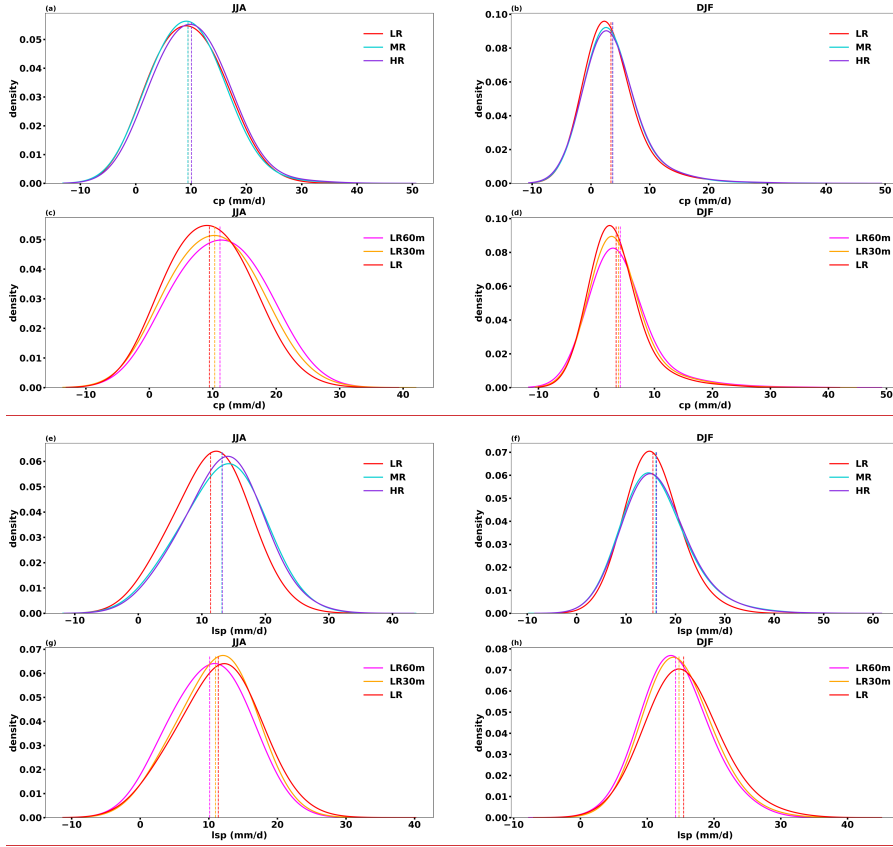 (a) JJA
LR
MR
HR
density
0.05
0.04
0.03
0.02
0.01
0.00
−10 0 10 20 30 40 50
cp (mm/d)
(b) DJF
LR
MR
HR
density
0.10
0.08
0.06
0.04
0.02
0.00
−10 0 10 20 30 40 50
cp (mm/d)
(c) JJA
LR60m
LR30m
LR
density
0.05
0.04
0.03
0.02
0.01
0.00
−10 0 10 20 30 40
cp (mm/d)
(d) DJF
LR60m
LR30m
LR
density
0.10
0.08
0.06
0.04
0.02
0.00
−10 0 10 20 30 40 50
cp (mm/d)
(e) JJA
LR
MR
HR
density
0.06
0.05
0.04
0.03
0.02
0.01
0.00
−10 0 10 20 30 40
lsp (mm/d)
(f) DJF
LR
MR
HR
density
0.07
0.06
0.05
0.04
0.03
0.02
0.01
0.00
−10 0 10 20 30 40 50 60
lsp (mm/d)
(g) JJA
LR60m
LR30m
LR
density
0.07
0.06
0.05
0.04
0.03
0.02
0.01
0.00
−10 0 10 20 30 40
lsp (mm/d)
(h) DJF
LR60m
LR30m
LR
density
0.08
0.07
0.06
0.05
0.04
0.03
0.02
0.01
0.00
−10 0 10 20 30 40
lsp (mm/d)